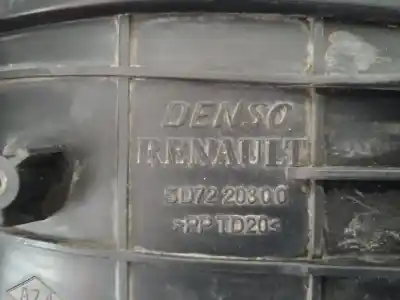 DENSO
RENAULT
5D72 20300
>PP TD20<